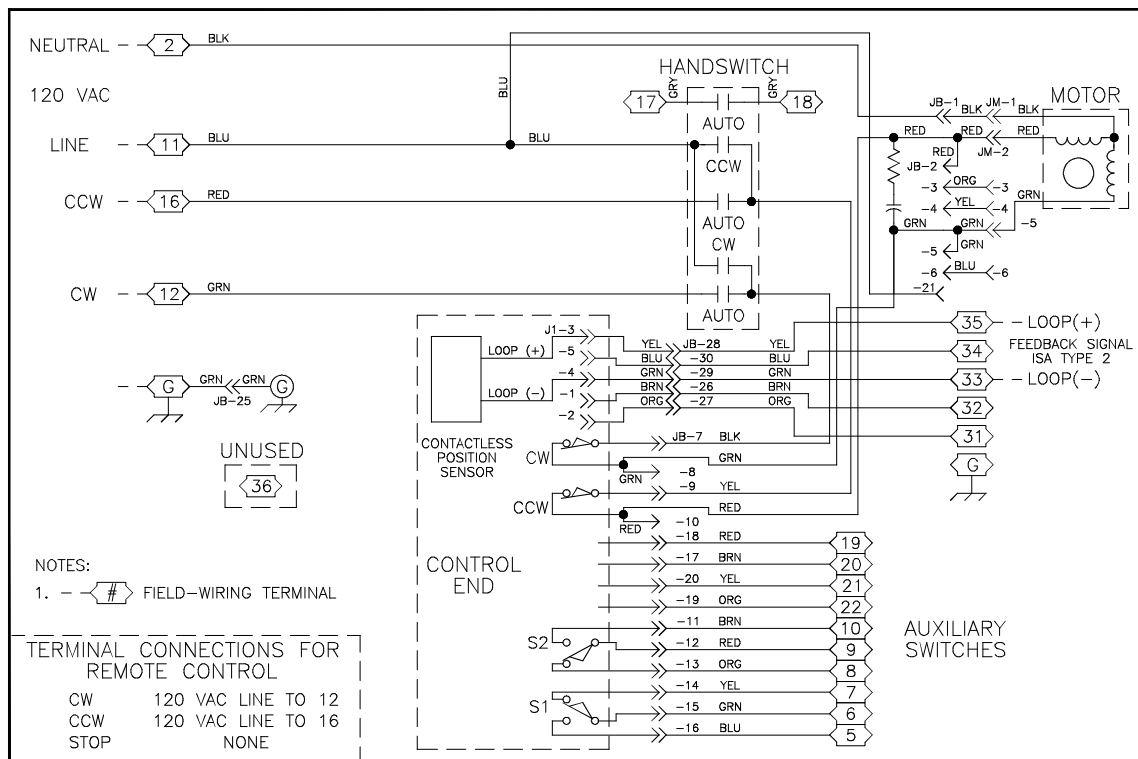 NEUTRAL - 2 BLK
120 VAC
BLU
HANDSWITCH
17 GRY GRY 18
AUTO
LINE 11 BLU BLU
CCW
CCW - 16 RED
AUTO
CW
CW - 12 GRN
AUTO
MOTOR
JB-1 BLK JM-1 BLK
RED RED RED
JM-2
RED
JB-2
-3 ORG -3
-4 YEL -4
GRN
GRN GRN -5
-5 GRN
-6 BLU -6
-21
G GRN GRN G
JB-25
UNUSED
36
J1-3
LOOP (+) -5
-4
LOOP (-) -1
-2
CONTACTLESS
POSITION
SENSOR
YEL JB-28 YEL
BLU -30 BLU
GRN -29 GRN
BRN -26 BRN
ORG -27 ORG
35 - LOOP(+)
34 FEEDBACK SIGNAL
ISA TYPE 2
33 - LOOP(-)
32
31
G
CW
JB-7 BLK
GRN
GRN -8
-9 YEL
CCW
RED
RED -10
CONTROL
END
-18 RED 19
-17 BRN 20
-20 YEL 21
-19 ORG 22
S2
-11 BRN 10
-12 RED 9
-13 ORG 8
S1
-14 YEL 7
-15 GRN 6
-16 BLU 5
AUXILIARY
SWITCHES
NOTES:
1. - - # FIELD-WIRING TERMINAL
TERMINAL CONNECTIONS FOR
REMOTE CONTROL
CW 120 VAC LINE TO 12
CCW 120 VAC LINE TO 16
STOP NONE